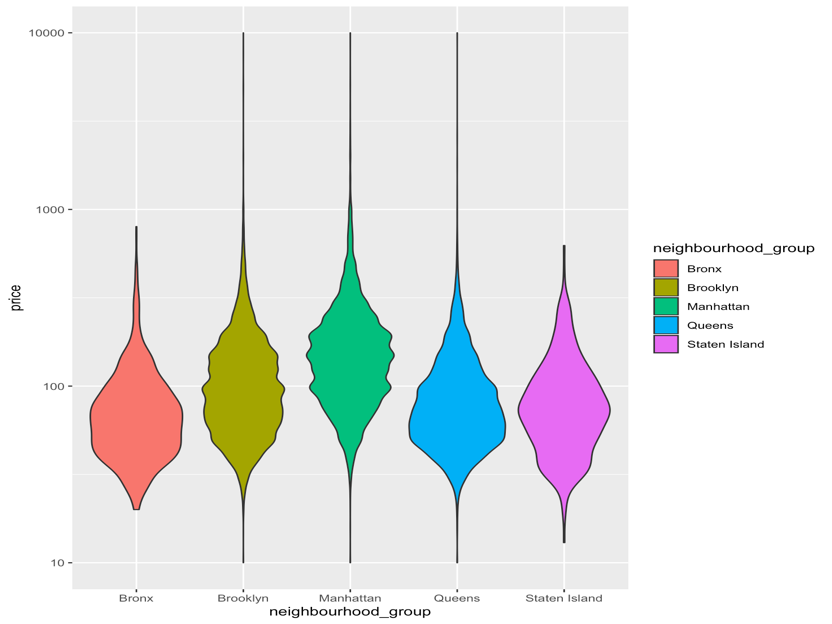 10000
1000
100
10
price
Bronx
Brooklyn
Manhattan
Queens
Staten Island
neighbourhood_group
neighbourhood_group
Bronx
Brooklyn
Manhattan
Queens
Staten Island